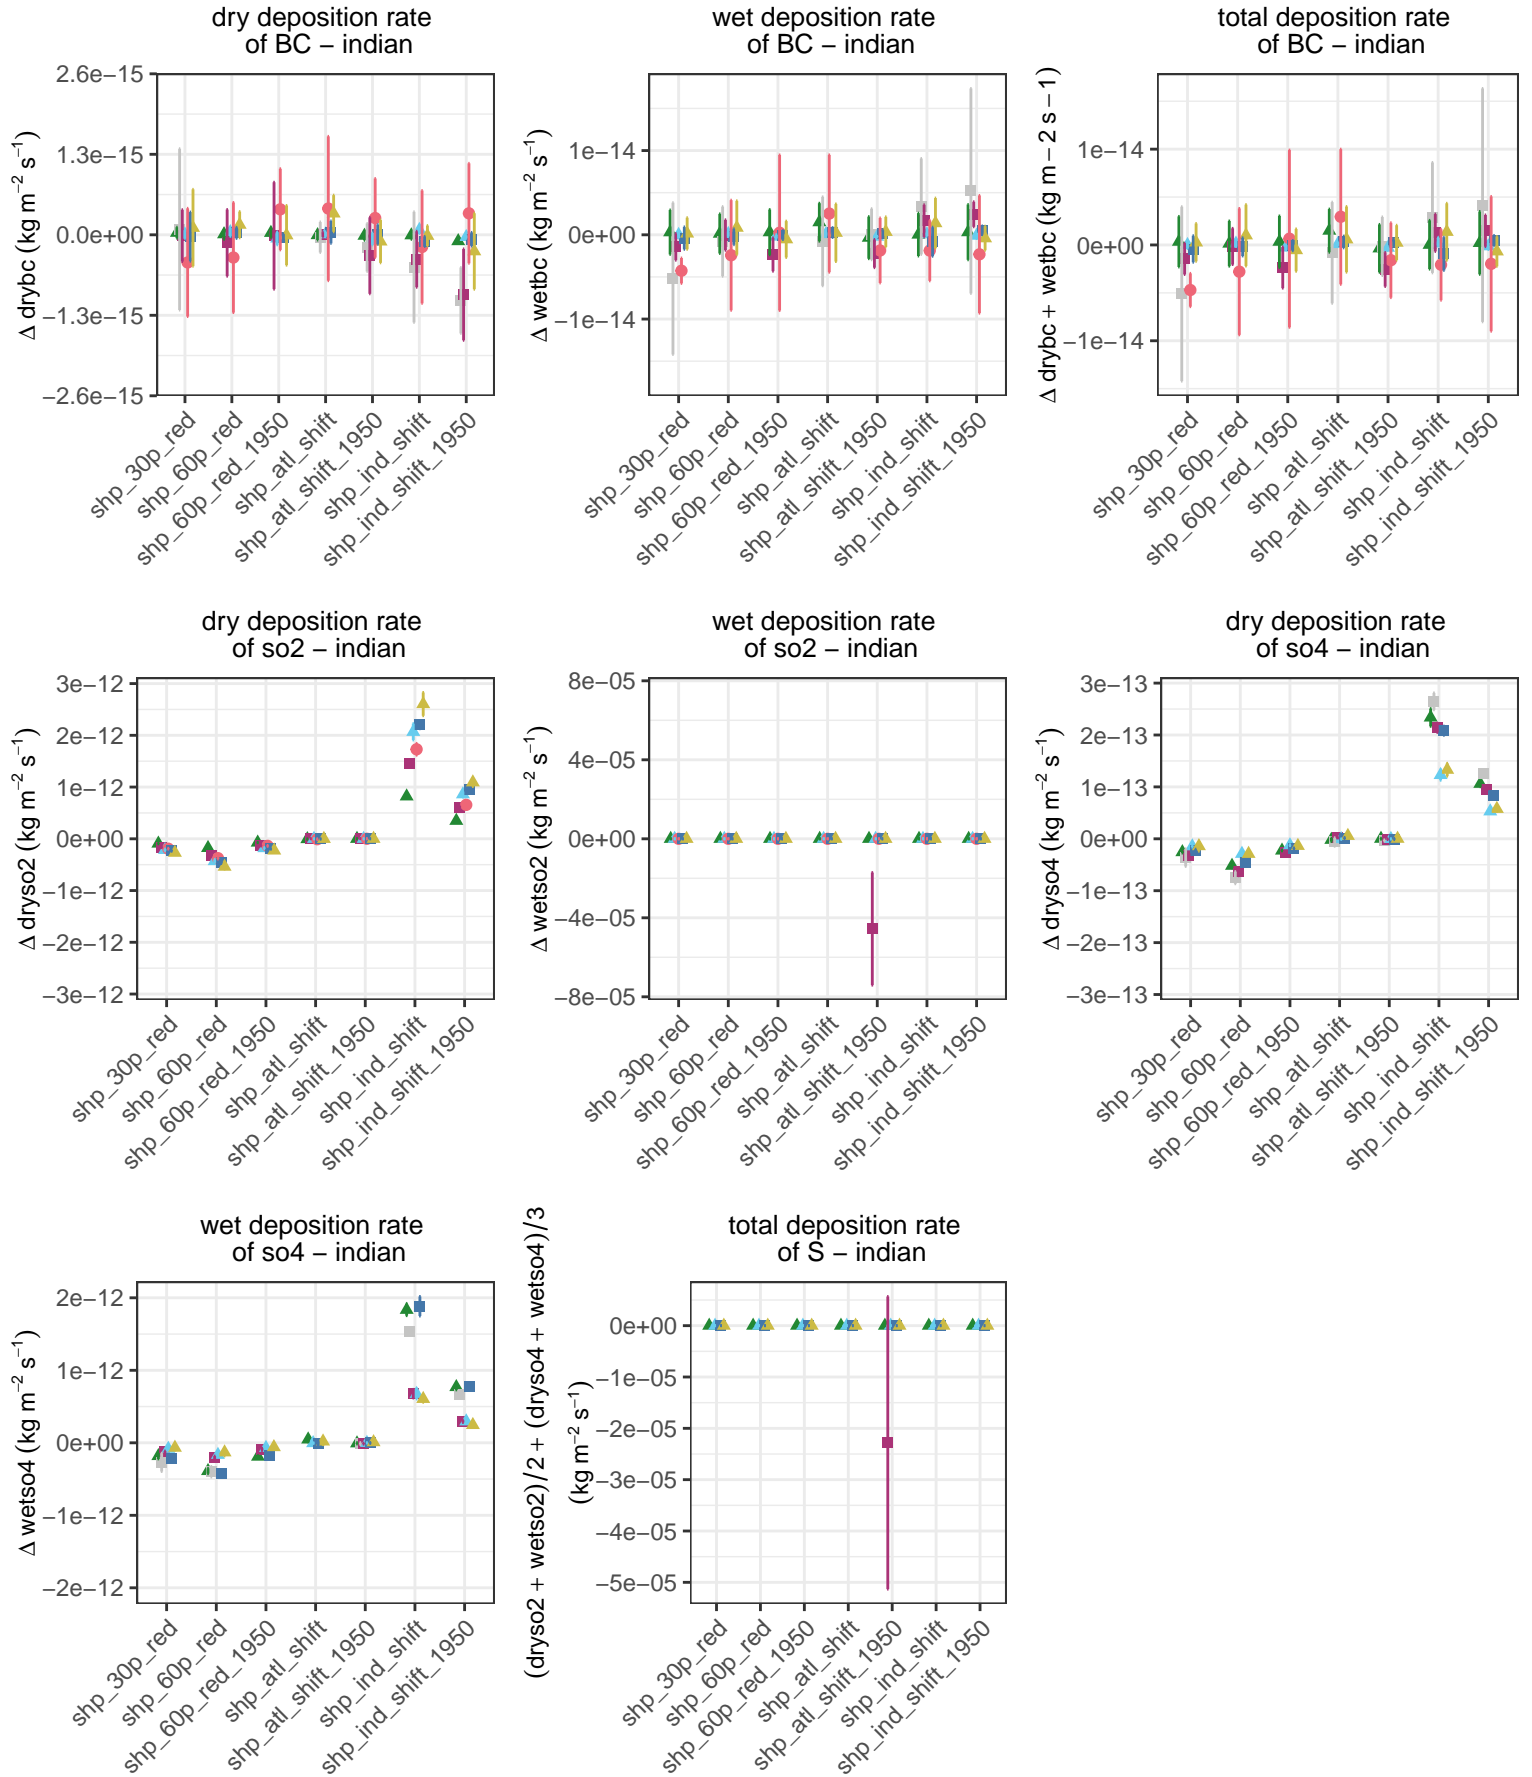 dry deposition rate
of BC − indian
Δ drybc (kg m−2 s−1)
2.6e−15
1.3e−15
0.0e+00
−1.3e−15
−2.6e−15
shp_30p_red
shp_60p_red
shp_60p_red_1950
shp_atl_shift
shp_atl_shift_1950
shp_ind_shift
shp_ind_shift_1950
wet deposition rate
of BC − indian
Δ wetbc (kg m−2 s−1)
1e−14
0e+00
−1e−14
shp_30p_red
shp_60p_red
shp_60p_red_1950
shp_atl_shift
shp_atl_shift_1950
shp_ind_shift
shp_ind_shift_1950
total deposition rate
of BC − indian
Δ drybc + wetbc (kg m − 2 s − 1)
1e−14
0e+00
−1e−14
shp_30p_red
shp_60p_red
shp_60p_red_1950
shp_atl_shift
shp_atl_shift_1950
shp_ind_shift
shp_ind_shift_1950
dry deposition rate
of so2 − indian
Δ dryso2 (kg m−2 s−1)
3e−12
2e−12
1e−12
0e+00
−1e−12
−2e−12
−3e−12
shp_30p_red
shp_60p_red
shp_60p_red_1950
shp_atl_shift
shp_atl_shift_1950
shp_ind_shift
shp_ind_shift_1950
wet deposition rate
of so2 − indian
Δ wetso2 (kg m−2 s−1)
8e−05
4e−05
0e+00
−4e−05
−8e−05
shp_30p_red
shp_60p_red
shp_60p_red_1950
shp_atl_shift
shp_atl_shift_1950
shp_ind_shift
shp_ind_shift_1950
dry deposition rate
of so4 − indian
Δ dryso4 (kg m−2 s−1)
3e−13
2e−13
1e−13
0e+00
−1e−13
−2e−13
−3e−13
shp_30p_red
shp_60p_red
shp_60p_red_1950
shp_atl_shift
shp_atl_shift_1950
shp_ind_shift
shp_ind_shift_1950
wet deposition rate
of so4 − indian
Δ wetso4 (kg m−2 s−1)
2e−12
1e−12
0e+00
−1e−12
−2e−12
shp_30p_red
shp_60p_red
shp_60p_red_1950
shp_atl_shift
shp_atl_shift_1950
shp_ind_shift
shp_ind_shift_1950
total deposition rate
of S − indian
(dryso2 + wetso2)/2 + (dryso4 + wetso4)/3
(kg m−2 s−1)
0e+00
−1e−05
−2e−05
−3e−05
−4e−05
−5e−05
shp_30p_red
shp_60p_red
shp_60p_red_1950
shp_atl_shift
shp_atl_shift_1950
shp_ind_shift
shp_ind_shift_1950